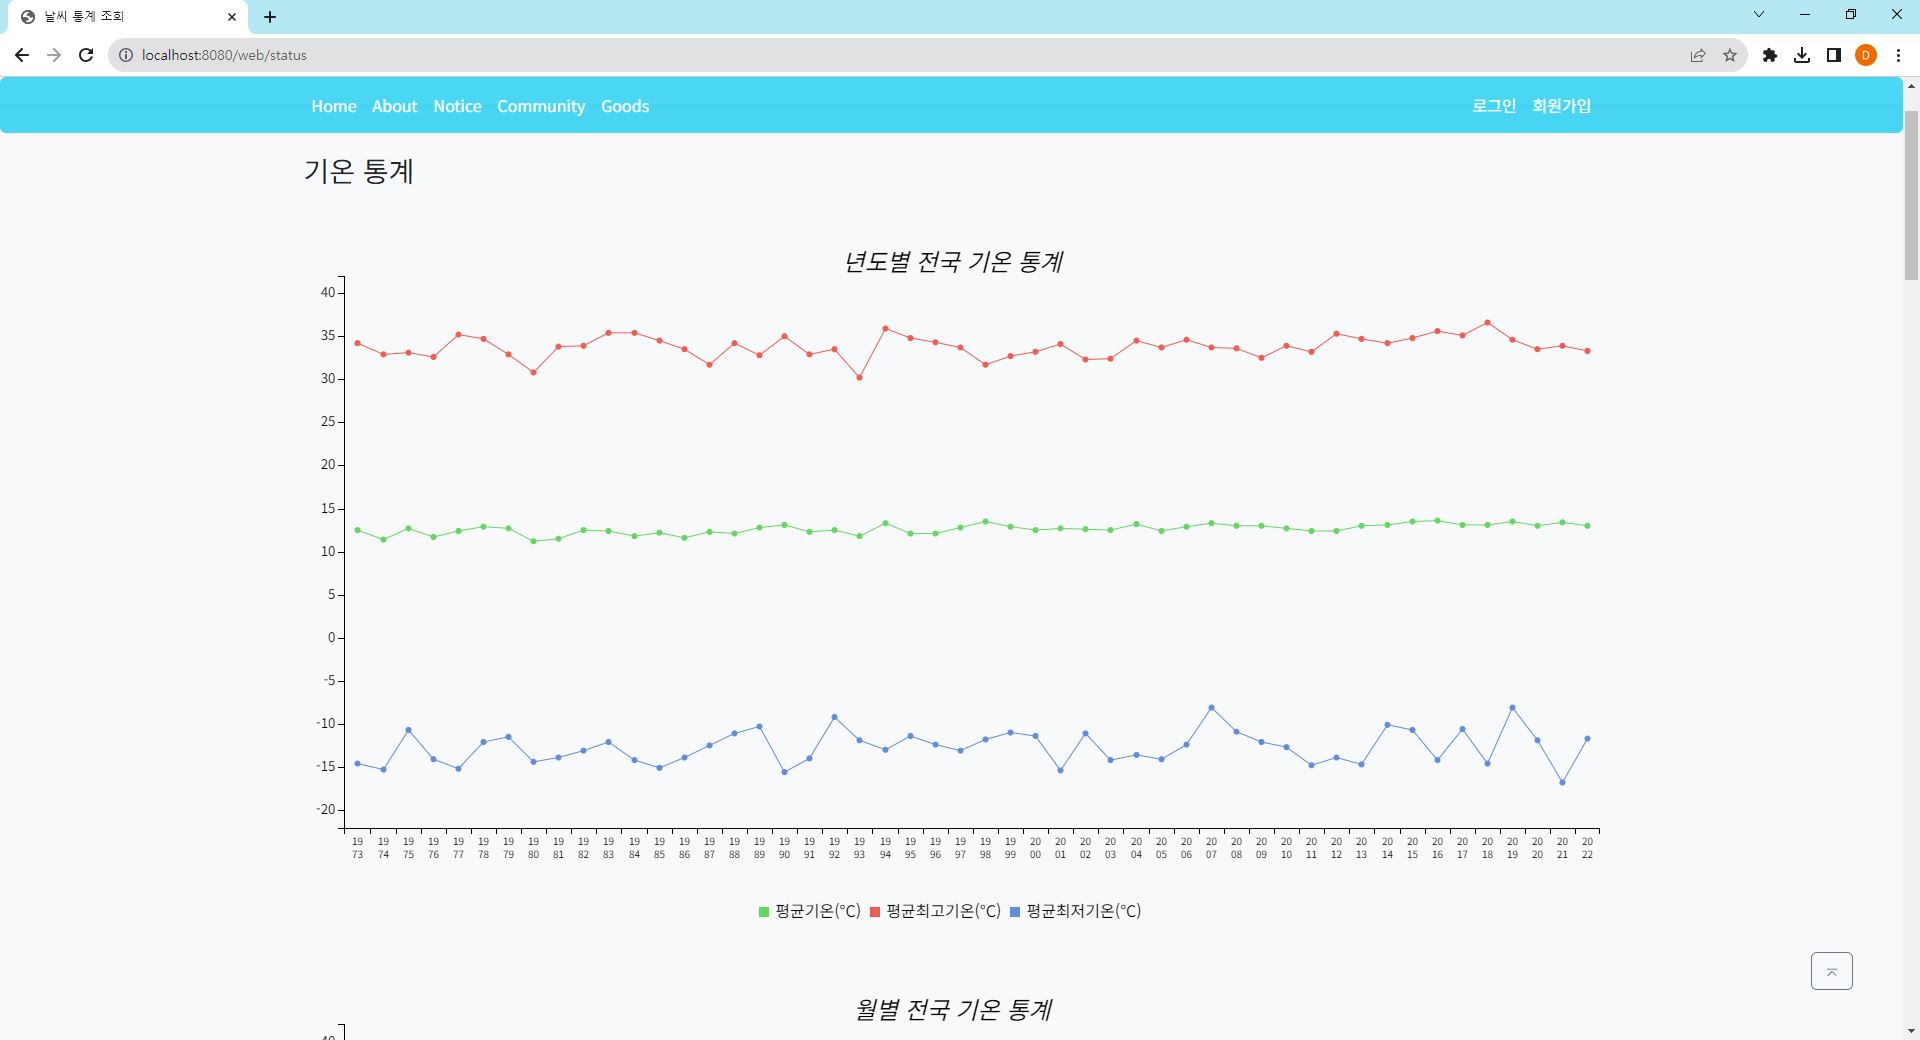 날씨 통계 조회
localhost:8080/web/status
D
Home About Notice Community Goods 로그인 회원가입
기온 통계
년도별 전국 기온 통계
40
35
30
25
20
15
10
5
0
-5
-10
-15
-20
1973 1974 1975 1976 1977 1978 1979 1980 1981 1982 1983 1984 1985 1986 1987 1988 1989 1990 1991 1992 1993 1994 1995 1996 1997 1998 1999 2000 2001 2002 2003 2004 2005 2006 2007 2008 2009 2010 2011 2012 2013 2014 2015 2016 2017 2018 2019 2020 2021 2022
평균기온(℃) 평균최고기온(℃) 평균최저기온(℃)
월별 전국 기온 통계
40